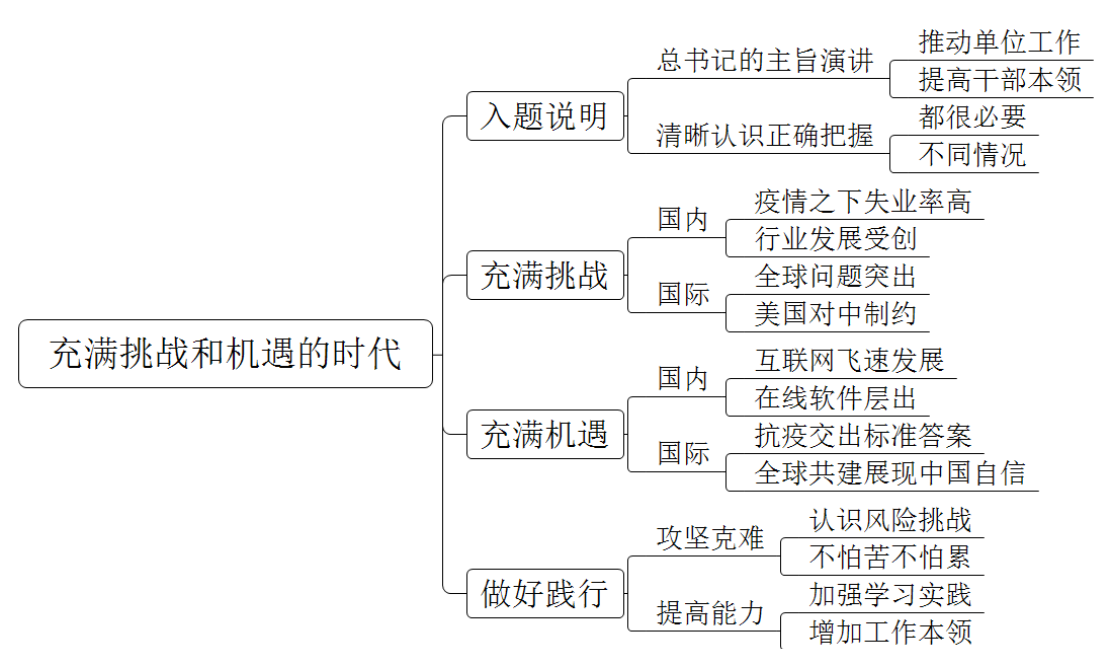 充满挑战和机遇的时代
入题说明
总书记的主旨演讲
推动单位工作
提高干部本领
清晰认识正确把握
都很必要
不同情况
充满挑战
国内
疫情之下失业率高
行业发展受创
国际
全球问题突出
美国对中制约
充满机遇
国内
互联网飞速发展
在线软件层出
国际
抗疫交出标准答案
全球共建展现中国自信
做好践行
攻坚克难
认识风险挑战
不怕苦不怕累
提高能力
加强学习实践
增加工作本领